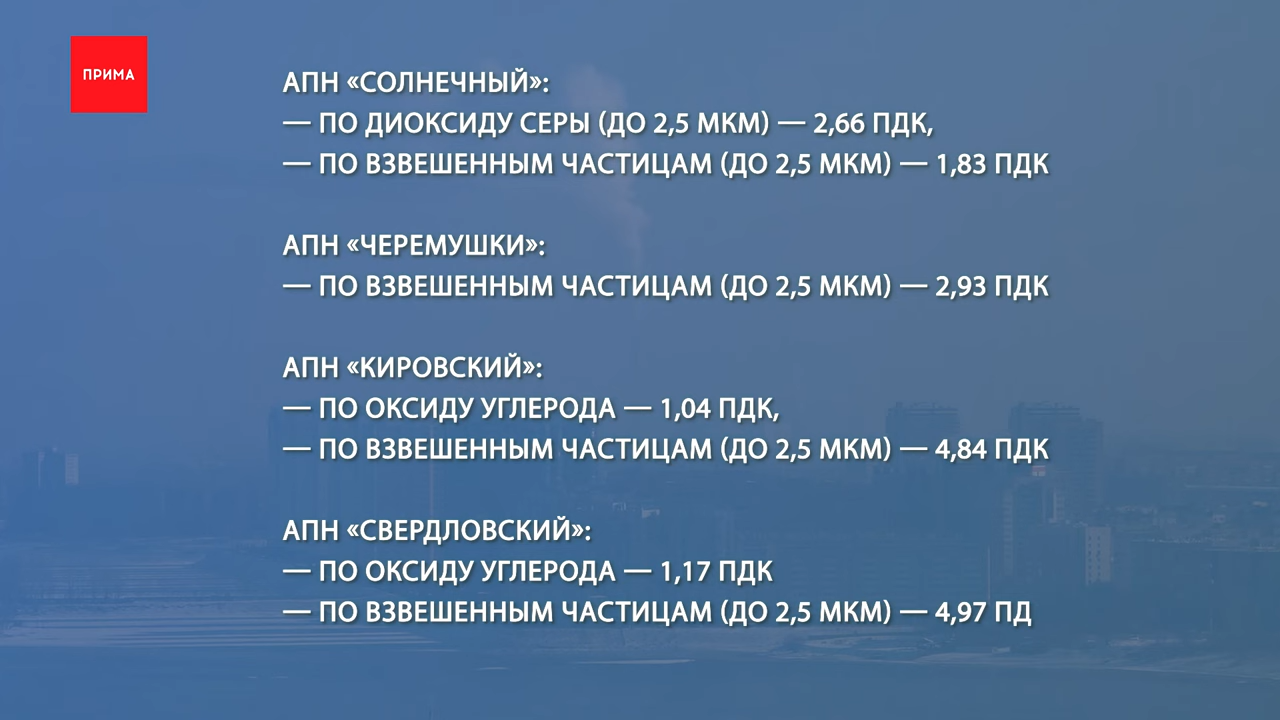 ПРИМА
АПН «СОЛНЕЧНЫЙ»:
— ПО ДИОКСИДУ СЕРЫ (ДО 2,5 МКМ) — 2,66 ПДК,
— ПО ВЗВЕШЕННЫМ ЧАСТИЦАМ (ДО 2,5 МКМ) — 1,83 ПДК
АПН «ЧЕРЕМУШКИ»:
— ПО ВЗВЕШЕННЫМ ЧАСТИЦАМ (ДО 2,5 МКМ) — 2,93 ПДК
АПН «КИРОВСКИЙ»:
— ПО ОКСИДУ УГЛЕРОДА — 1,04 ПДК,
— ПО ВЗВЕШЕННЫМ ЧАСТИЦАМ (ДО 2,5 МКМ) — 4,84 ПДК
АПН «СВЕРДЛОВСКИЙ»:
— ПО ОКСИДУ УГЛЕРОДА — 1,17 ПДК
— ПО ВЗВЕШЕННЫМ ЧАСТИЦАМ (ДО 2,5 МКМ) — 4,97 ПД